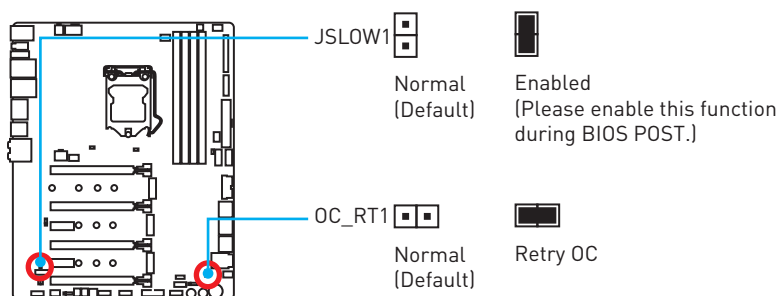 JSLOW1
Normal
(Default)
Enabled
(Please enable this function
during BIOS POST.)
OC_RT1
Normal
(Default)
Retry OC